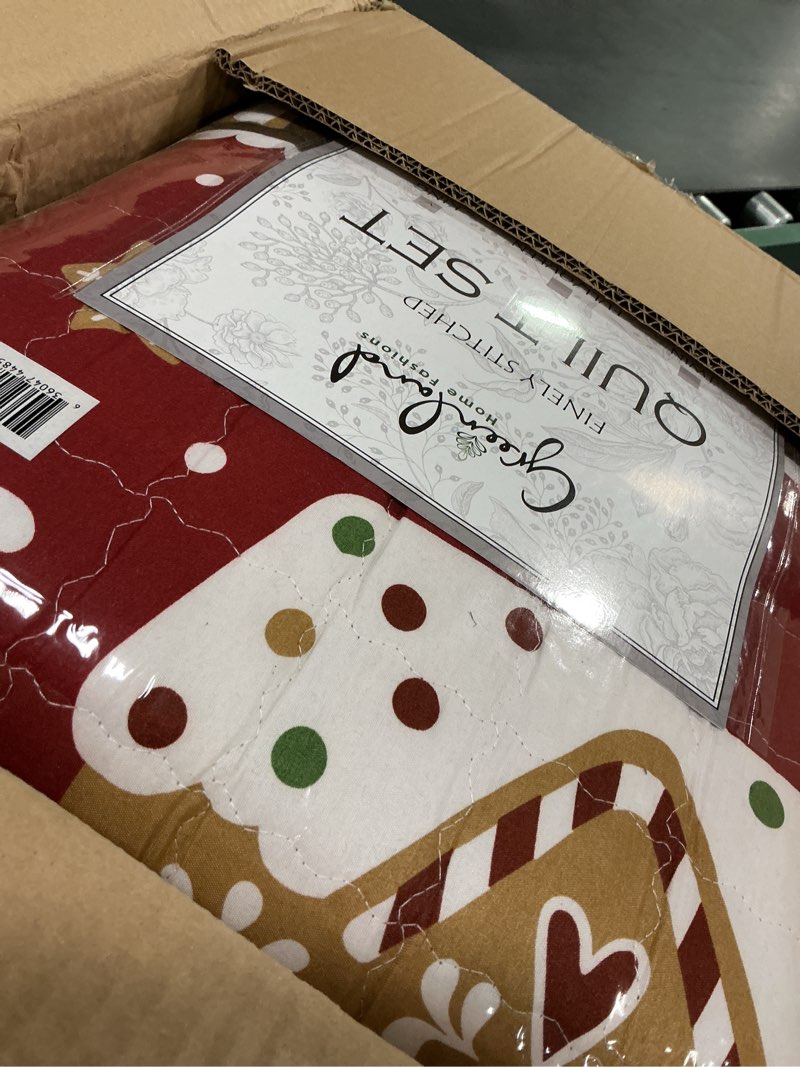 Greenland
Home Fashions
FINELY STITCHED
QUILT SET